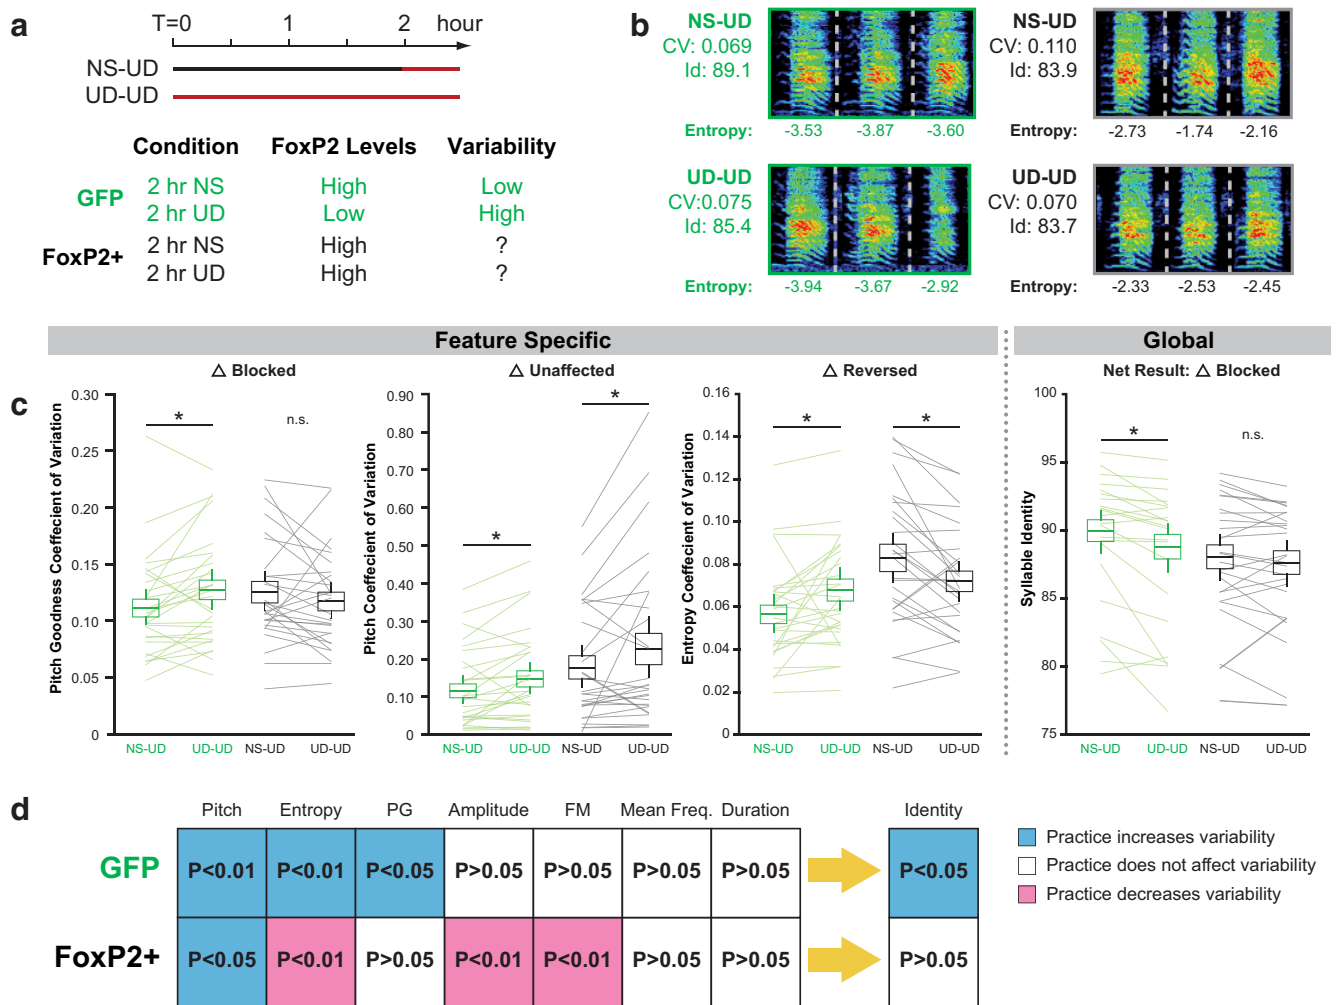 a
T=0 1 2 hour
NS-UD
UD-UD
Condition FoxP2 Levels Variability
GFP
2 hr NS High Low
2 hr UD Low High
FoxP2+
2 hr NS High ?
2 hr UD High ?
b
NS-UD
CV: 0.069
Id: 89.1
Entropy: -3.53 -3.87 -3.60
NS-UD
CV: 0.110
Id: 83.9
Entropy: -2.73 -1.74 -2.16
UD-UD
CV:0.075
Id: 85.4
Entropy: -3.94 -3.67 -2.92
UD-UD
CV: 0.070
Id: 83.7
Entropy: -2.33 -2.53 -2.45
Feature Specific
Global
c
△ Blocked
Pitch Goodness Coeffecient of Variation
0.30
0.25
0.20
0.15
0.10
0.05
0
*
n.s.
NS-UD UD-UD NS-UD UD-UD
△ Unaffected
Pitch Coeffecient of Variation
0.90
0.80
0.70
0.60
0.50
0.40
0.30
0.20
0.10
0
*
*
NS-UD UD-UD NS-UD UD-UD
△ Reversed
Entropy Coeffecient of Variation
0.16
0.14
0.12
0.10
0.08
0.06
0.04
0.02
0
*
*
NS-UD UD-UD NS-UD UD-UD
Net Result: △ Blocked
Syllable Identity
100
95
90
85
80
75
*
n.s.
NS-UD UD-UD NS-UD UD-UD
d
Pitch Entropy PG Amplitude FM Mean Freq. Duration Identity
GFP P<0.01 P<0.01 P<0.05 P>0.05 P>0.05 P>0.05 P>0.05 P<0.05
FoxP2+ P<0.05 P<0.01 P>0.05 P<0.01 P<0.01 P>0.05 P>0.05 P>0.05
Practice increases variability
Practice does not affect variability
Practice decreases variability